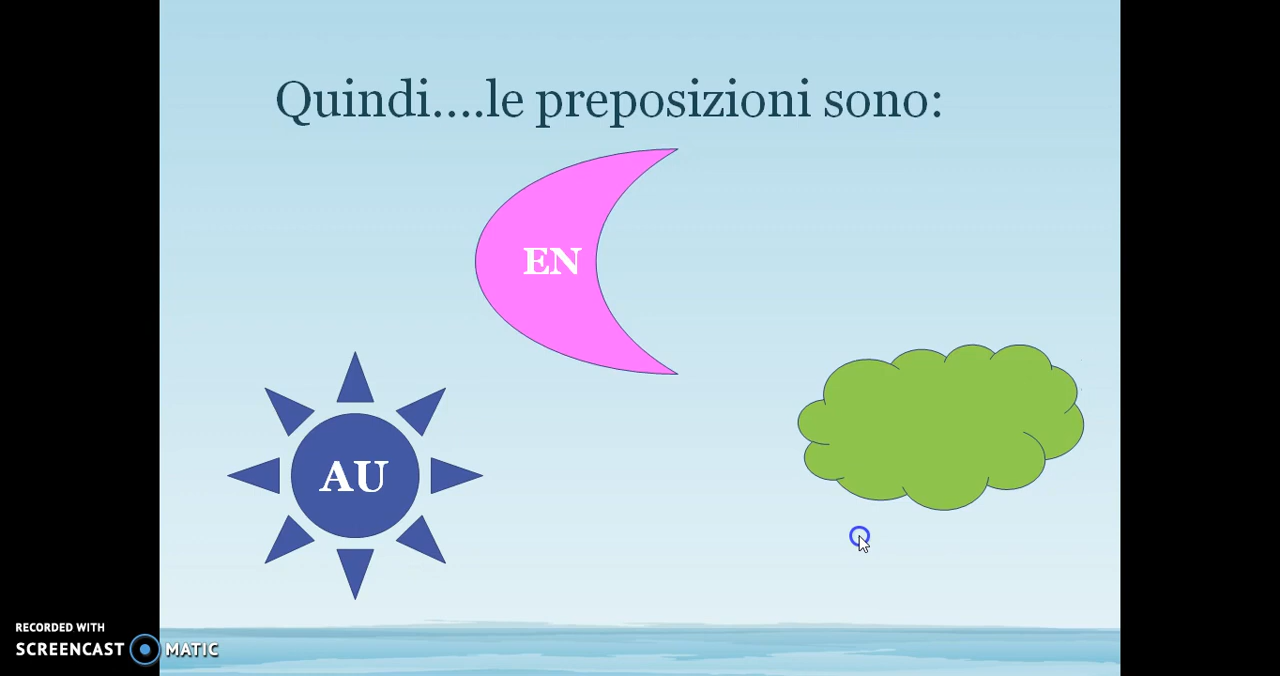 Quindi....le preposizioni sono:
EN
AU
RECORDED WITH
SCREENCAST MATIC